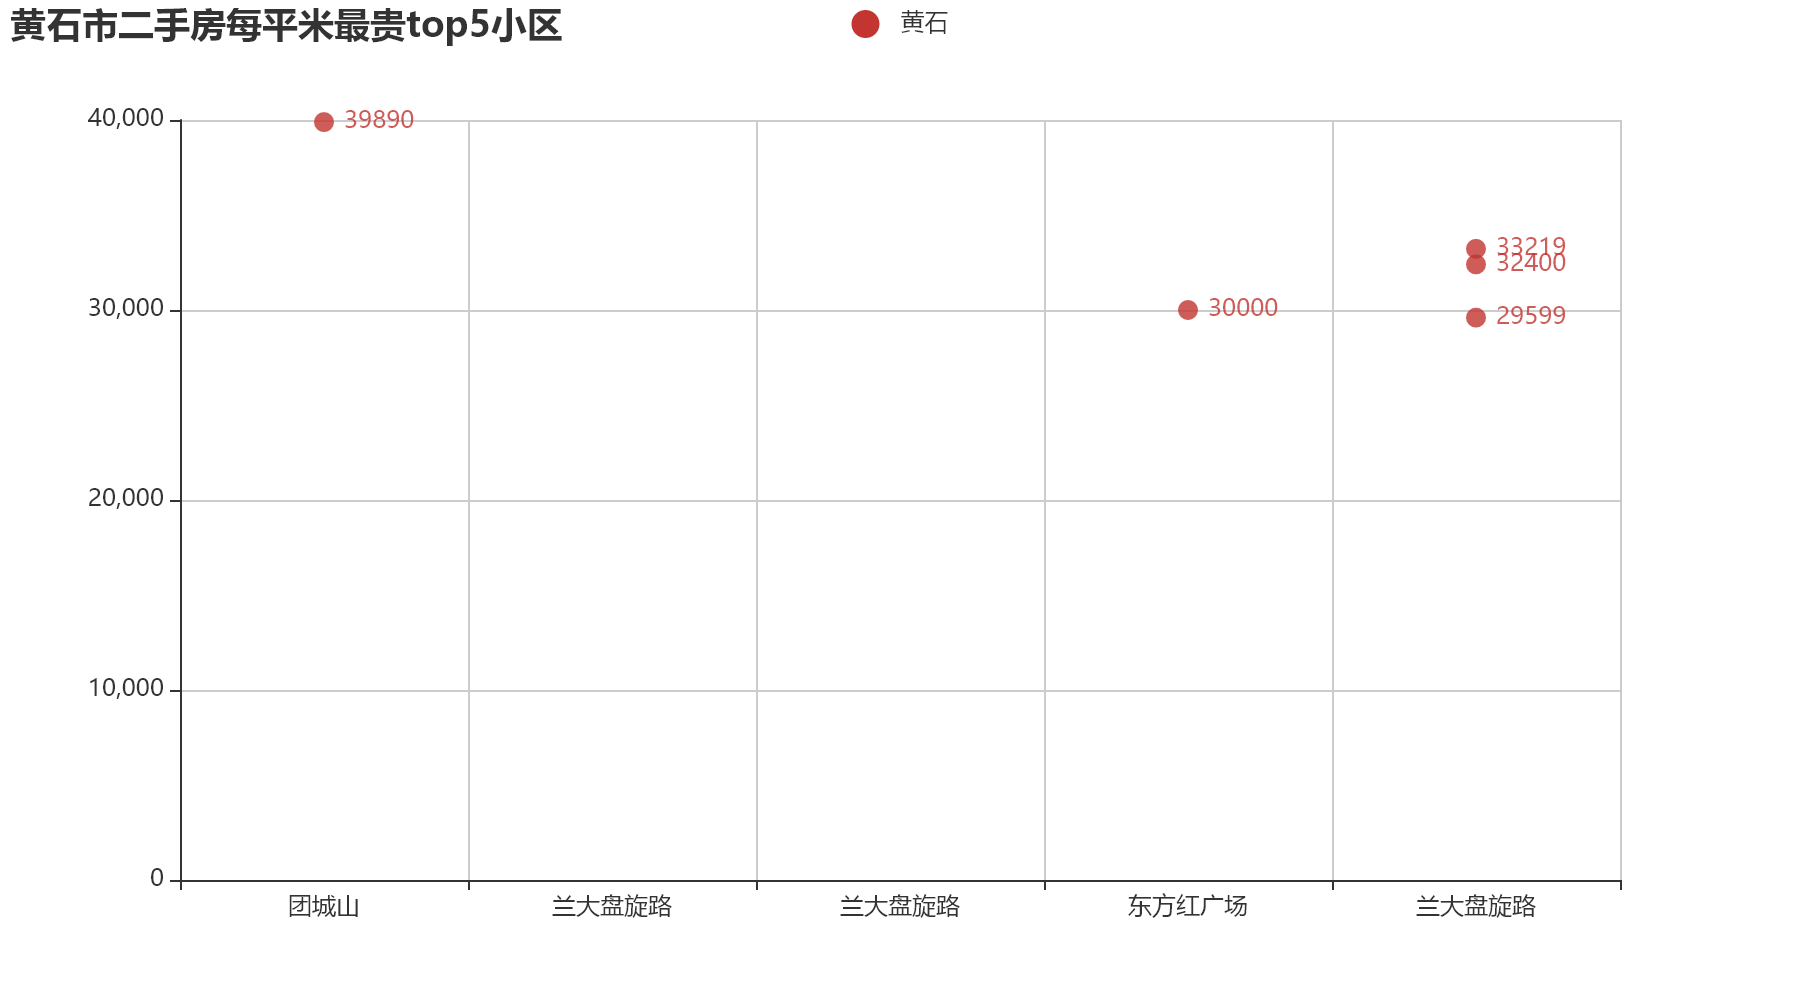 黄石市二手房每平米最贵top5小区
黄石
40,000
39890
33219
32400
30,000
30000
29599
20,000
10,000
0
团城山
兰大盘旋路
兰大盘旋路
东方红广场
兰大盘旋路